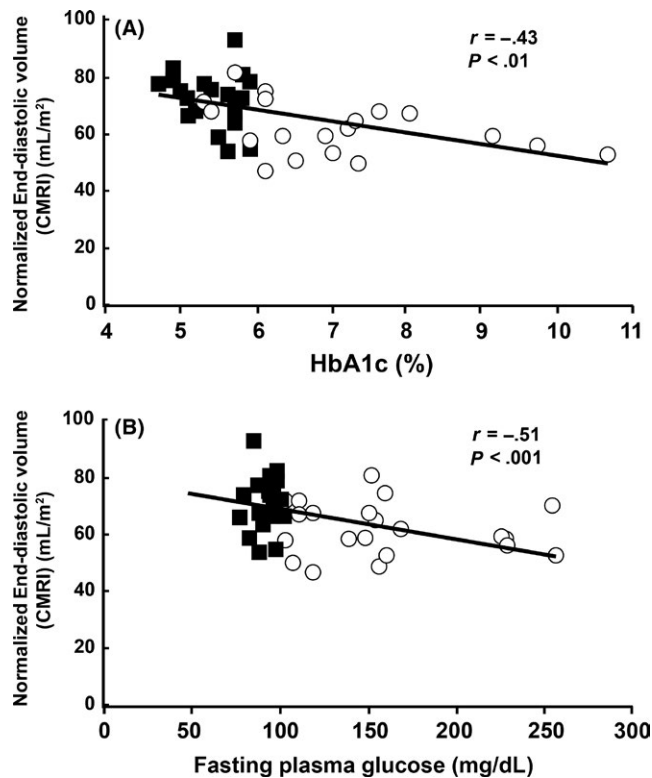 (A)
r = –.43
P < .01
Normalized End-diastolic volume
(CMRI) (mL/m²)
100
80
60
40
20
0
4 5 6 7 8 9 10 11
HbA1c (%)
(B)
r = –.51
P < .001
Normalized End-diastolic volume
(CMRI) (mL/m²)
100
80
60
40
20
0
0 50 100 150 200 250 300
Fasting plasma glucose (mg/dL)